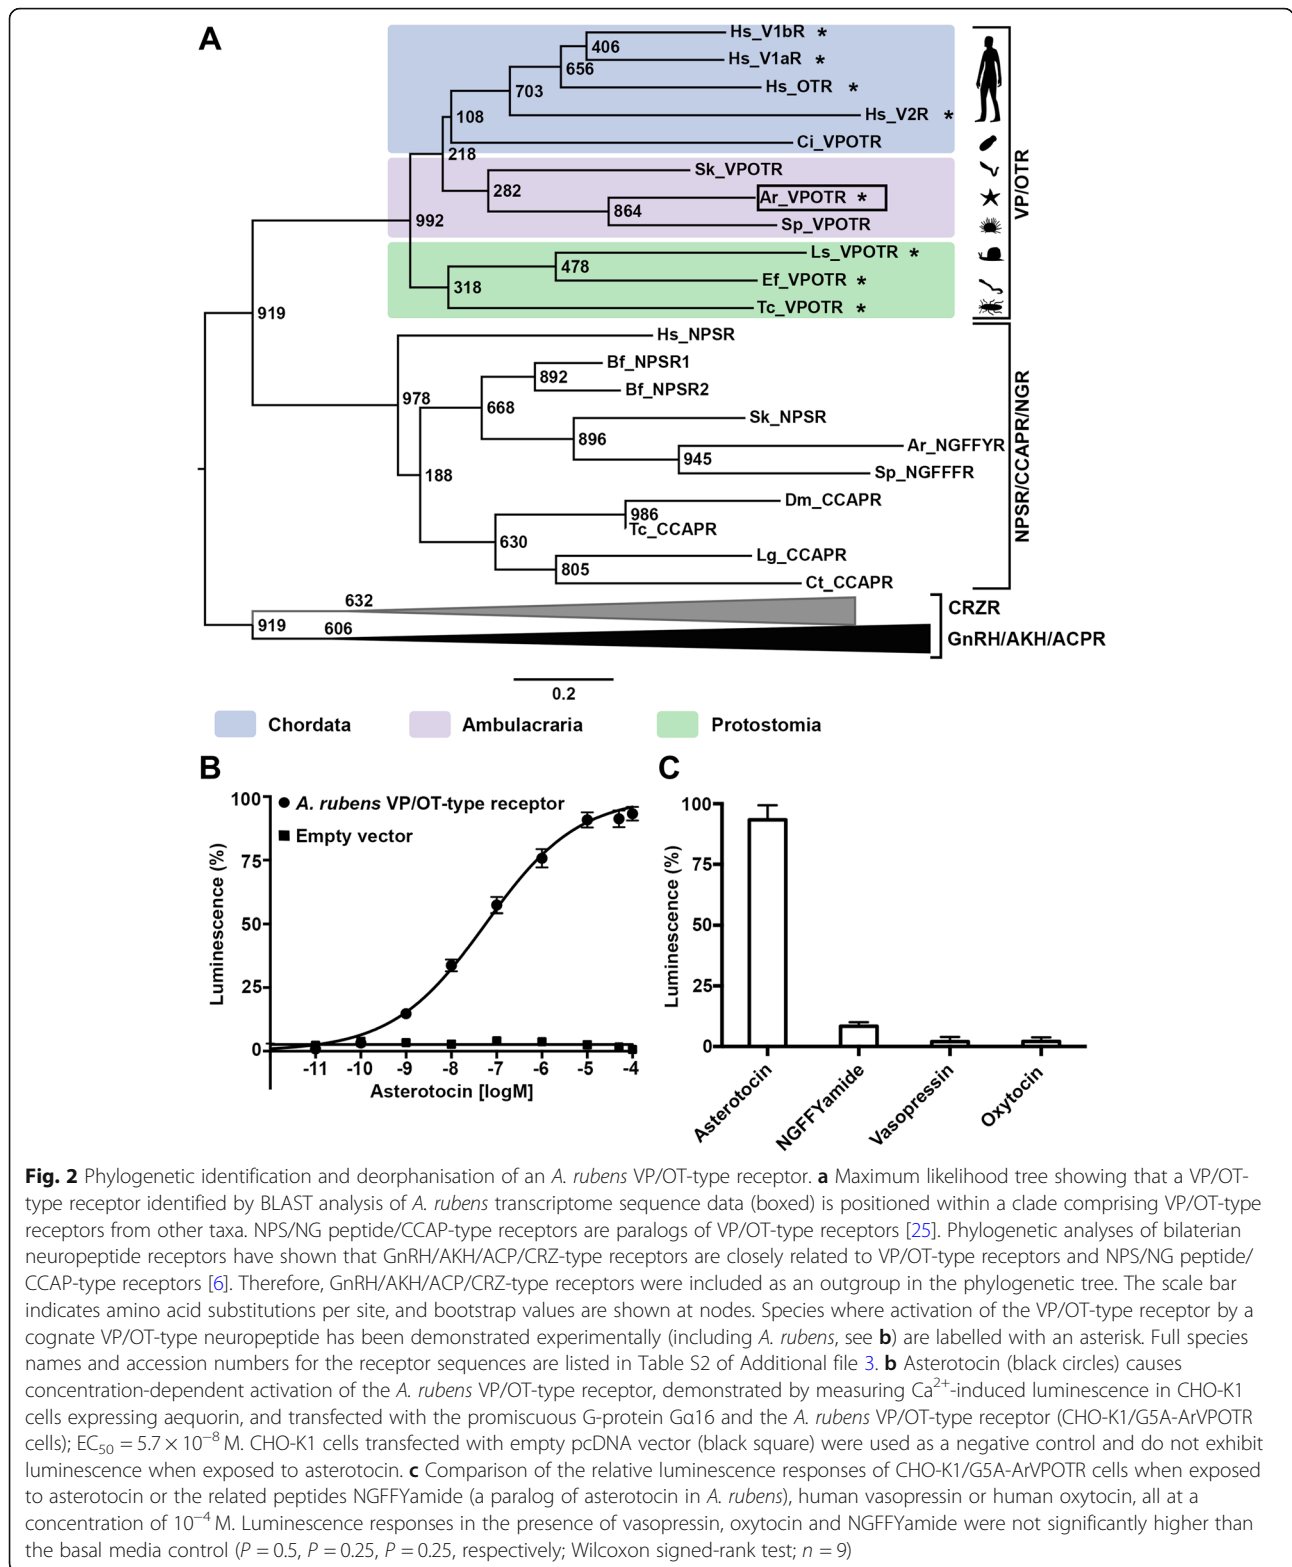 A
Hs_V1bR *
406
Hs_V1aR *
656
Hs_OTR *
703
Hs_V2R *
108
Ci_VPOTR
218
Sk_VPOTR
282
Ar_VPOTR *
864
Sp_VPOTR
992
Ls_VPOTR *
478
Ef_VPOTR *
318
Tc_VPOTR *
VP/OTR
919
Hs_NPSR
978
Bf_NPSR1
892
Bf_NPSR2
668
Sk_NPSR
896
Ar_NGFFYR
945
Sp_NGFFFR
188
Dm_CCAPR
986
Tc_CCAPR
630
Lg_CCAPR
805
Ct_CCAPR
NPSR/CCAPR/NGR
632
CRZR
919
606
GnRH/AKH/ACPR
0.2
Chordata Ambulacraria Protostomia
B
100
75
50
25
0
Luminescence (%)
A. rubens VP/OT-type receptor
Empty vector
-11 -10 -9 -8 -7 -6 -5 -4
Asterotocin [logM]
C
100
75
50
25
0
Luminescence (%)
Asterotocin
NGFFYamide
Vasopressin
Oxytocin
Fig. 2 Phylogenetic identification and deorphanisation of an A. rubens VP/OT-type receptor. a Maximum likelihood tree showing that a VP/OT-
type receptor identified by BLAST analysis of A. rubens transcriptome sequence data (boxed) is positioned within a clade comprising VP/OT-type
receptors from other taxa. NPS/NG peptide/CCAP-type receptors are paralogs of VP/OT-type receptors [25]. Phylogenetic analyses of bilaterian
neuropeptide receptors have shown that GnRH/AKH/ACP/CRZ-type receptors are closely related to VP/OT-type receptors and NPS/NG peptide/
CCAP-type receptors [6]. Therefore, GnRH/AKH/ACP/CRZ-type receptors were included as an outgroup in the phylogenetic tree. The scale bar
indicates amino acid substitutions per site, and bootstrap values are shown at nodes. Species where activation of the VP/OT-type receptor by a
cognate VP/OT-type neuropeptide has been demonstrated experimentally (including A. rubens, see b) are labelled with an asterisk. Full species
names and accession numbers for the receptor sequences are listed in Table S2 of Additional file 3. b Asterotocin (black circles) causes
concentration-dependent activation of the A. rubens VP/OT-type receptor, demonstrated by measuring Ca²⁺-induced luminescence in CHO-K1
cells expressing aequorin, and transfected with the promiscuous G-protein Gα16 and the A. rubens VP/OT-type receptor (CHO-K1/G5A-ArVPOTR
cells); EC₅₀ = 5.7 × 10⁻⁸ M. CHO-K1 cells transfected with empty pcDNA vector (black square) were used as a negative control and do not exhibit
luminescence when exposed to asterotocin. c Comparison of the relative luminescence responses of CHO-K1/G5A-ArVPOTR cells when exposed
to asterotocin or the related peptides NGFFYamide (a paralog of asterotocin in A. rubens), human vasopressin or human oxytocin, all at a
concentration of 10⁻⁴ M. Luminescence responses in the presence of vasopressin, oxytocin and NGFFYamide were not significantly higher than
the basal media control (P = 0.5, P = 0.25, P = 0.25, respectively; Wilcoxon signed-rank test; n = 9)